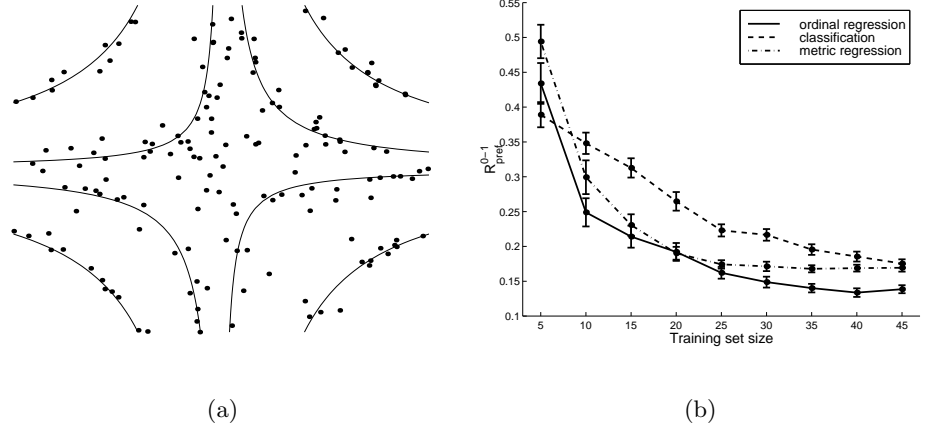 0.55
0.5
0.45
0.4
0.35
0.3
0.25
0.2
0.15
0.1
R 0−1 pref
ordinal regression
classification
metric regression
5 10 15 20 25 30 35 40 45
Training set size
(a) (b)